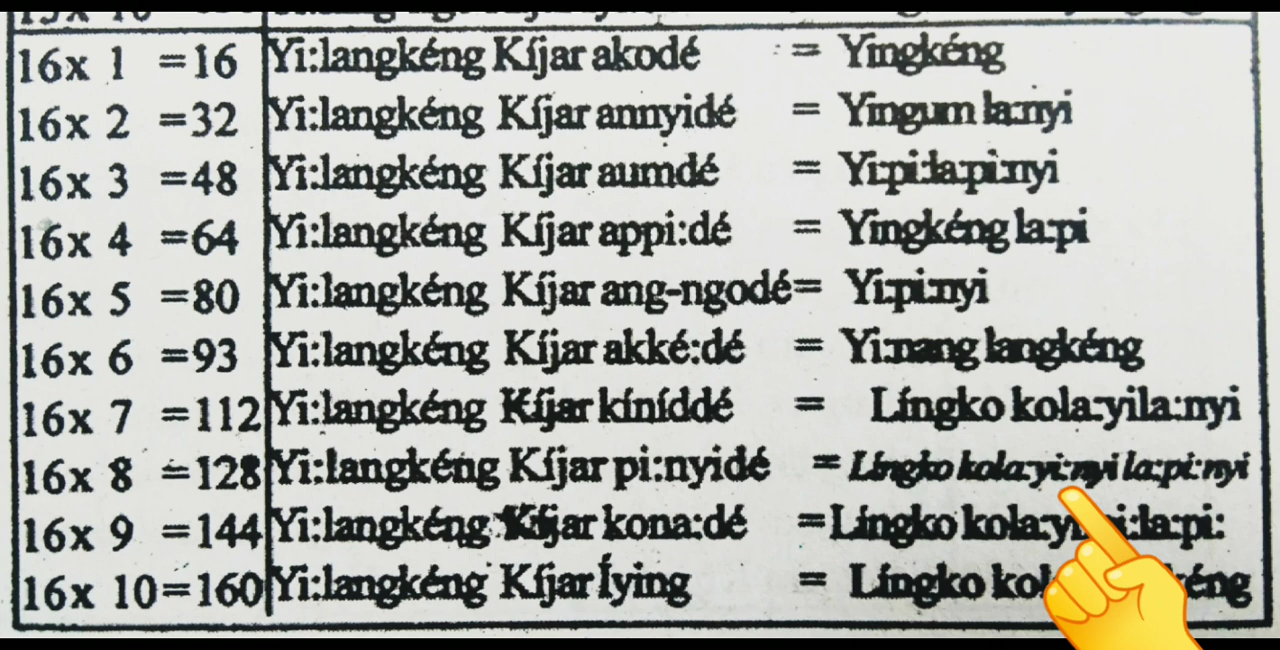 16x 1 =16 Yi:langkéng Kíjar akodé = Yingkéng
16x 2 =32 Yi:langkéng Kíjar annyidé = Yingum la:nyi
16x 3 =48 Yi:langkéng Kíjar aumdé = Yi:pi:la:pi:nyi
16x 4 =64 Yi:langkéng Kíjar appi:dé = Yingkéng la:pi
16x 5 =80 Yi:langkéng Kíjar ang-ngodé= Yi:pi:nyi
16x 6 =93 Yi:langkéng Kíjar akké:dé = Yi:nang langkéng
16x 7 =112 Yi:langkéng Kíjar kíníddé = Língko kola:yila:nyi
16x 8 =128 Yi:langkéng Kíjar pi:nyidé = Língko kola:yi:nyi la:pi:nyi
16x 9 =144 Yi:langkéng Kíjar kona:dé =Língko
16x 10=160 Yi:langkéng Kíjar Íying = Língko